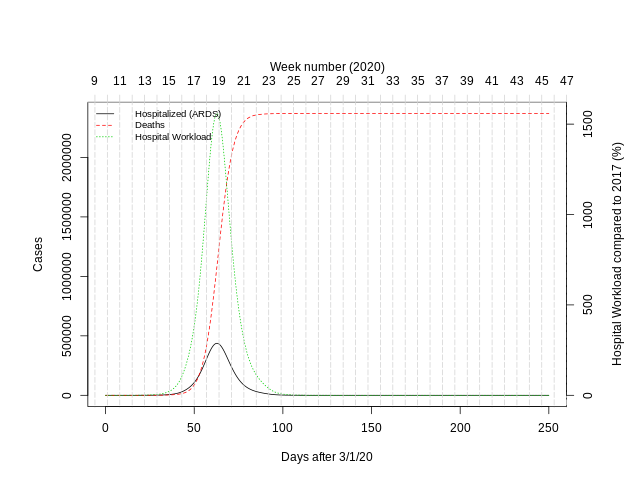 Week number (2020)
9 11 13 15 17 19 21 23 25 27 29 31 33 35 37 39 41 43 45 47
Hospitalized (ARDS)
Deaths
Hospital Workload
Cases
0 500000 1000000 1500000 2000000
0 500 1000 1500
Hospital Workload compared to 2017 (%)
0 50 100 150 200 250
Days after 3/1/20